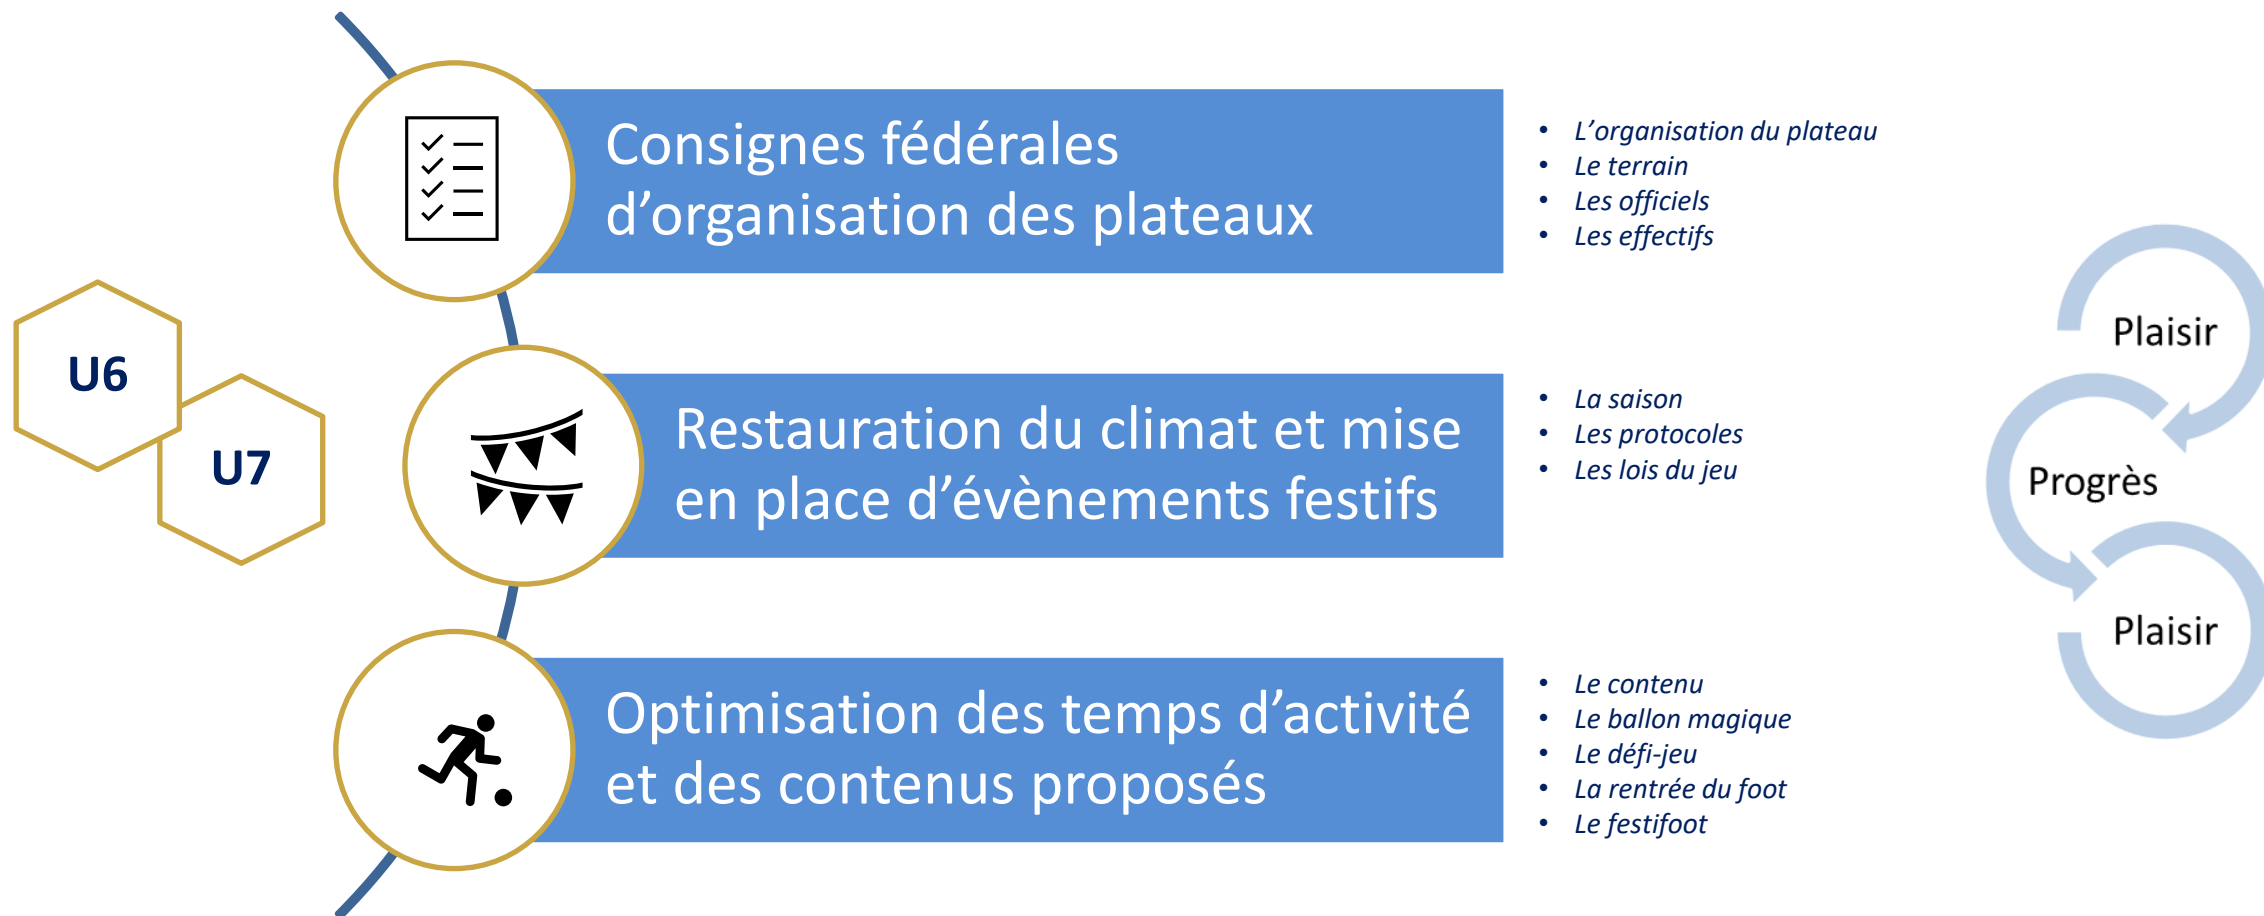 U6
U7
Consignes fédérales
d’organisation des plateaux
• L’organisation du plateau
• Le terrain
• Les officiels
• Les effectifs
Restauration du climat et mise
en place d’évènements festifs
• La saison
• Les protocoles
• Les lois du jeu
Optimisation des temps d’activité
et des contenus proposés
• Le contenu
• Le ballon magique
• Le défi-jeu
• La rentrée du foot
• Le festifoot
Plaisir
Progrès
Plaisir